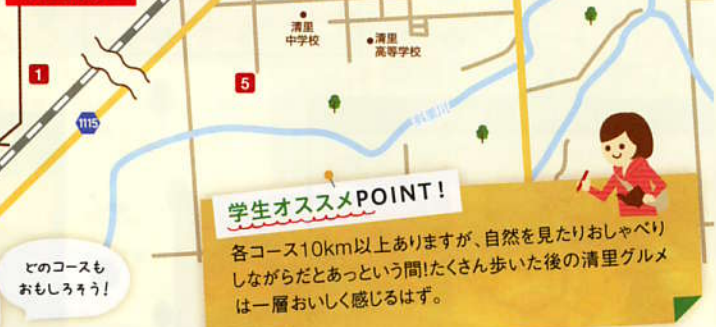 清里
中学校
清里
高等学校
1
5
1115
学生オススメPOINT!
各コース10km以上ありますが、自然を見たりおしゃべり
しながらだとあっという間!たくさん歩いた後の清里グルメ
は一層おいしく感じるはず。
どのコースも
おもしろそう!